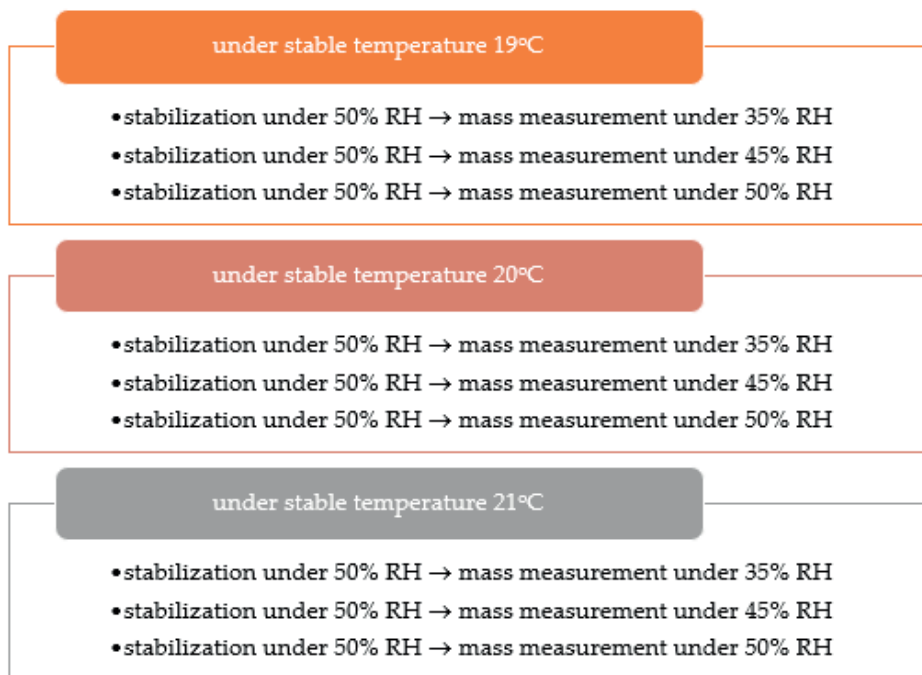 under stable temperature 19°C
•stabilization under 50% RH → mass measurement under 35% RH
•stabilization under 50% RH → mass measurement under 45% RH
•stabilization under 50% RH → mass measurement under 50% RH
under stable temperature 20°C
•stabilization under 50% RH → mass measurement under 35% RH
•stabilization under 50% RH → mass measurement under 45% RH
•stabilization under 50% RH → mass measurement under 50% RH
under stable temperature 21°C
•stabilization under 50% RH → mass measurement under 35% RH
•stabilization under 50% RH → mass measurement under 45% RH
•stabilization under 50% RH → mass measurement under 50% RH